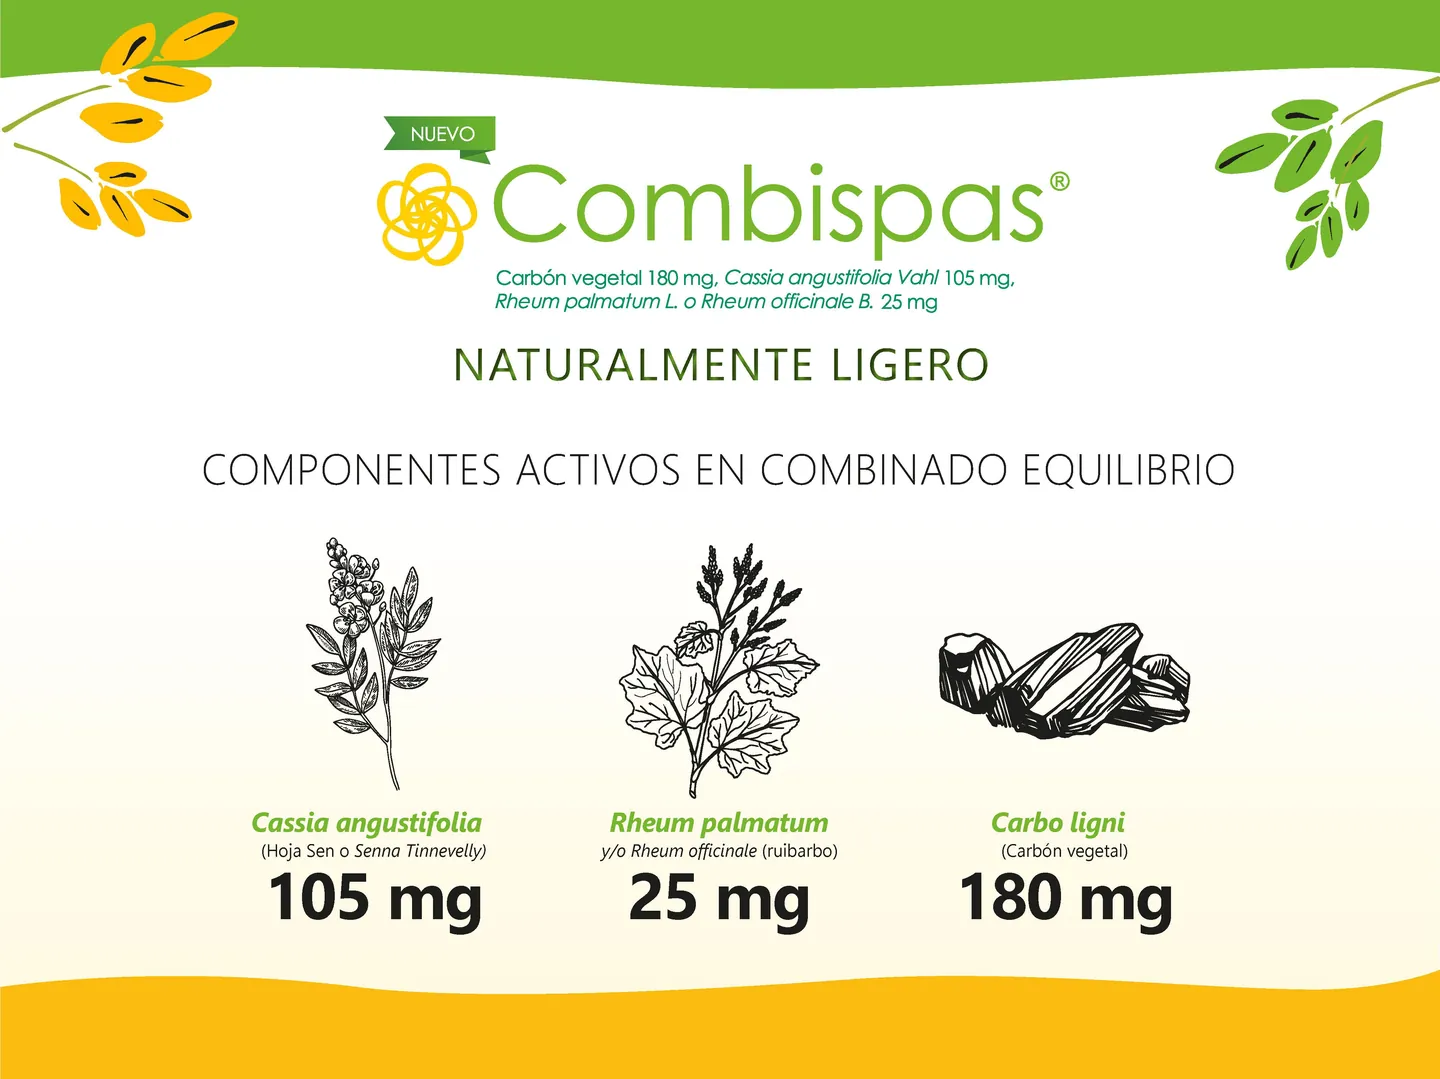 NUEVO
Combispas®
Carbón vegetal 180 mg, Cassia angustifolia Vahl 105 mg,
Rheum palmatum L. o Rheum officinale B. 25 mg
NATURALMENTE LIGERO
COMPONENTES ACTIVOS EN COMBINADO EQUILIBRIO
Cassia angustifolia
(Hoja Sen o Senna Tinnevelly)
105 mg
Rheum palmatum
y/o Rheum officinale (ruibarbo)
25 mg
Carbo ligni
(Carbón vegetal)
180 mg